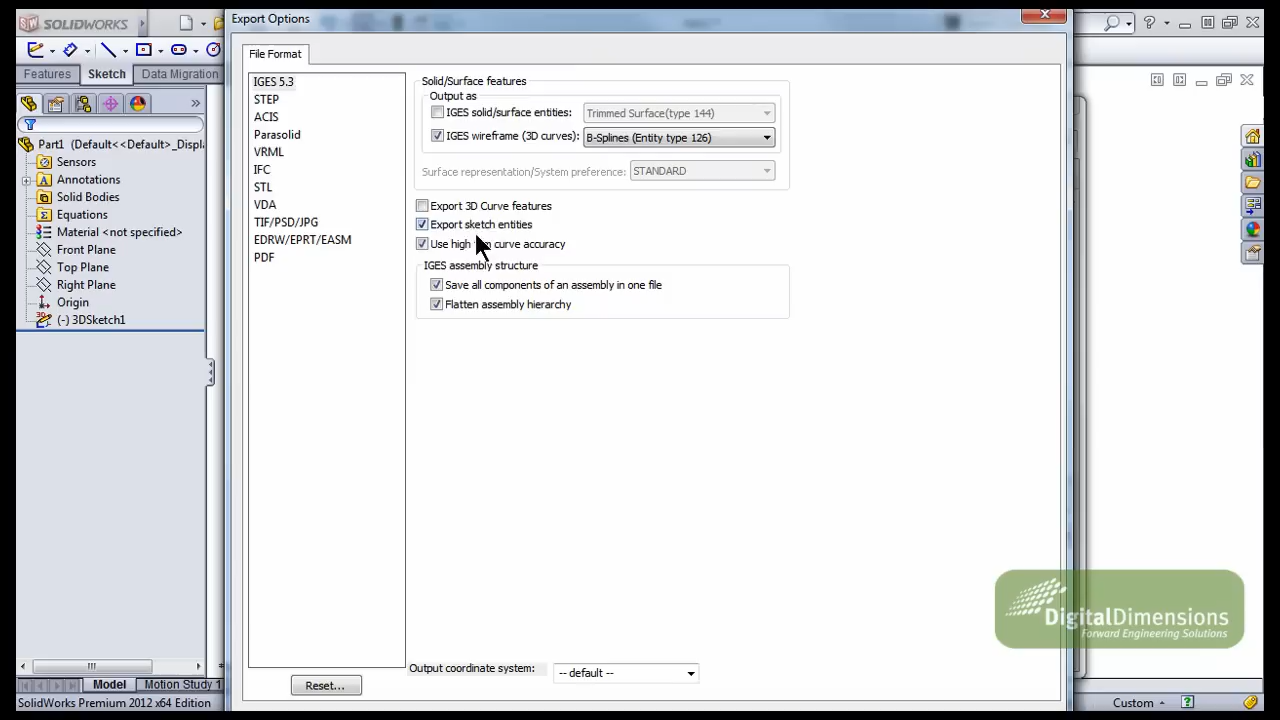 Export Options
SOLIDWORKS
File Format
Features
Sketch
Data Migration
Part1 (Default<<Default>_Displ
Sensors
Annotations
Solid Bodies
Equations
Material <not specified>
Front Plane
Top Plane
Right Plane
Origin
(-) 3DSketch1
IGES 5.3
STEP
ACIS
Parasolid
VRML
IFC
STL
VDA
TIF/PSD/JPG
EDRW/EPRT/EASM
PDF
Solid/Surface features
Output as
IGES solid/surface entities:
Trimmed Surface(type 144)
IGES wireframe (3D curves):
B-Splines (Entity type 126)
Surface representation/System preference:
STANDARD
Export 3D Curve features
Export sketch entities
Use high curve accuracy
IGES assembly structure
Save all components of an assembly in one file
Flatten assembly hierarchy
DigitalDimensions
Forward Engineering Solutions
Output coordinate system:
-- default --
Reset...
Model
Motion Study 1
SolidWorks Premium 2012 x64 Edition
Custom